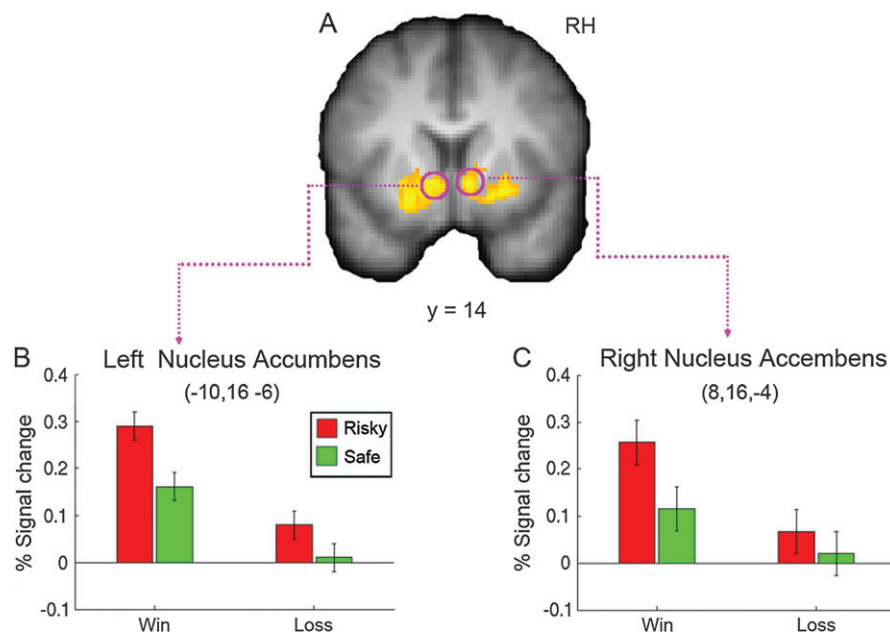 A
RH
y = 14
B
Left Nucleus Accumbens
(-10,16 -6)
0.4
0.3
0.2
0.1
0
-0.1
% Signal change
Risky
Safe
Win
Loss
C
Right Nucleus Accembens
(8,16,-4)
0.4
0.3
0.2
0.1
0
-0.1
% Signal change
Win
Loss